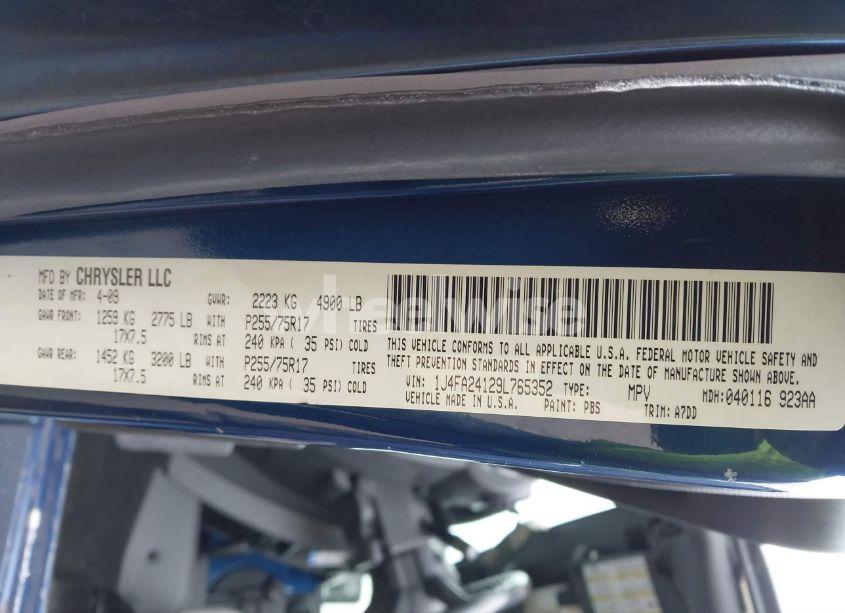 MFD BY CHRYSLER LLC
DATE OF MFR: 4-09 GVWR: 2223 KG 4900 LB
GAWR FRONT: 1259 KG 2775 LB WITH P255/75R17 TIRES
17X7.5 RIMS AT 240 KPA ( 35 PSI) COLD
GAWR REAR: 1452 KG 3200 LB WITH P255/75R17 TIRES
17X7.5 RIMS AT 240 KPA ( 35 PSI) COLD
THIS VEHICLE CONFORMS TO ALL APPLICABLE U.S.A. FEDERAL MOTOR VEHICLE SAFETY AND
THEFT PREVENTION STANDARDS IN EFFECT ON THE DATE OF MANUFACTURE SHOWN ABOVE.
VIN: 1J4FA24129L765352 TYPE: MPV MDH:040116 923AA
VEHICLE MADE IN U.S.A. PAINT: PBS TRIM: A7DD